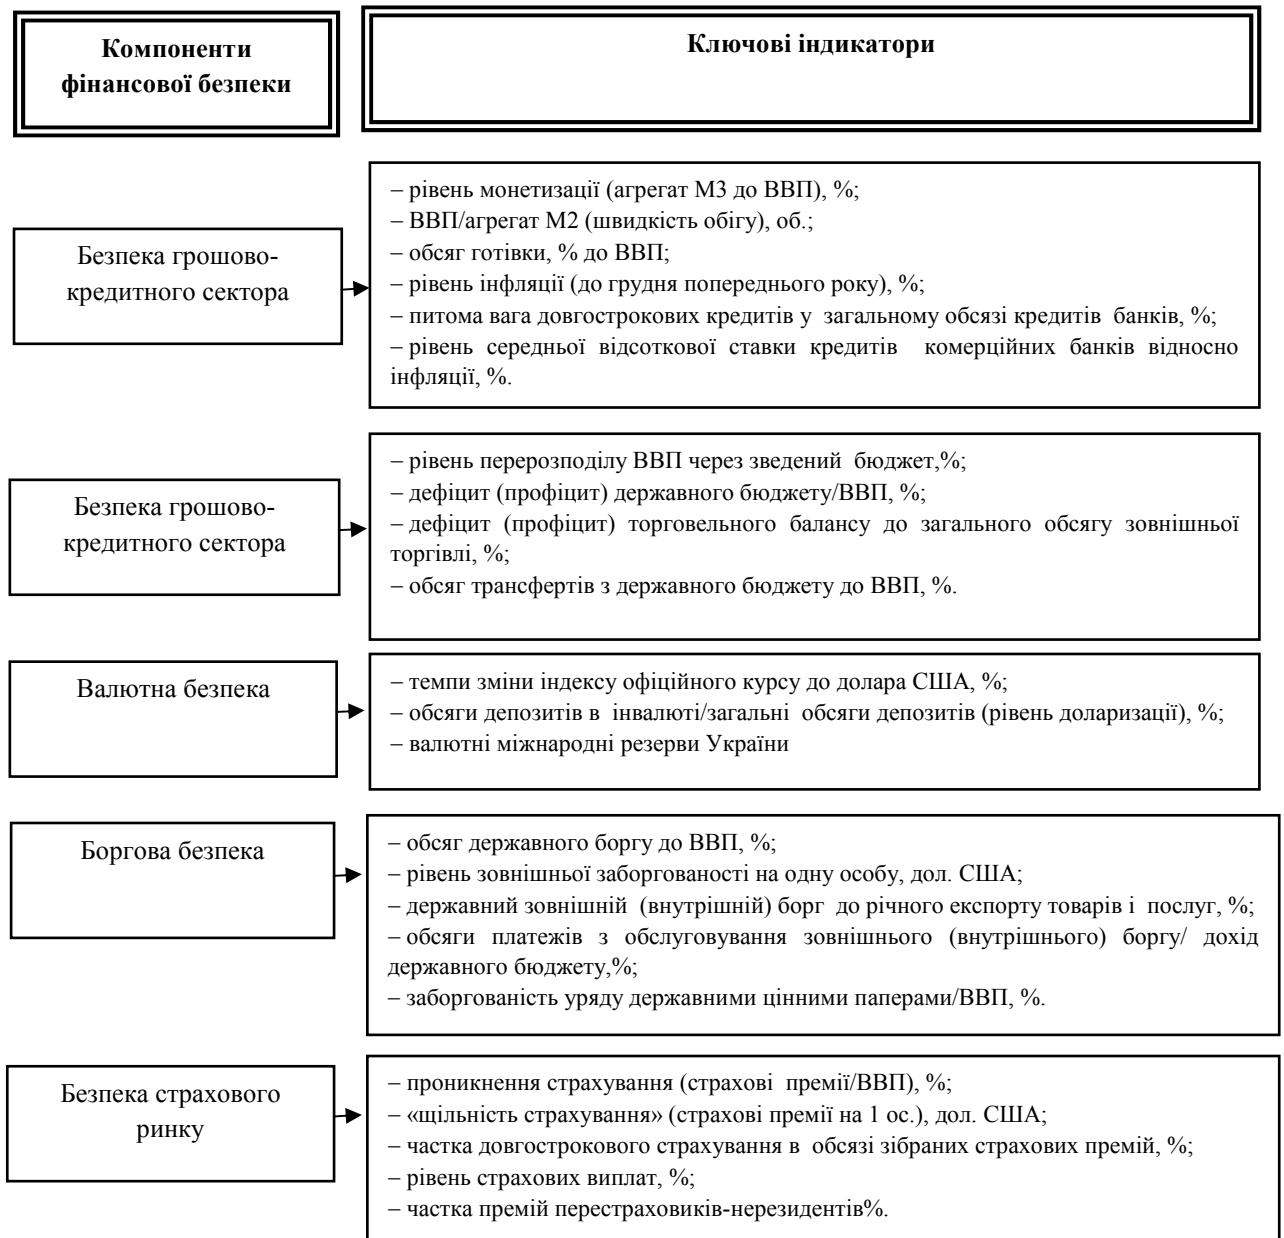 Компоненти
фінансової безпеки
Ключові індикатори
Безпека грошово-
кредитного сектора
– рівень монетизації (агрегат М3 до ВВП), %;
– ВВП/агрегат М2 (швидкість обігу), об.;
– обсяг готівки, % до ВВП;
– рівень інфляції (до грудня попереднього року), %;
– питома вага довгострокових кредитів у загальному обсязі кредитів банків, %;
– рівень середньої відсоткової ставки кредитів комерційних банків відносно
інфляції, %.
Безпека грошово-
кредитного сектора
– рівень перерозподілу ВВП через зведений бюджет,%;
– дефіцит (профіцит) державного бюджету/ВВП, %;
– дефіцит (профіцит) торговельного балансу до загального обсягу зовнішньої
торгівлі, %;
– обсяг трансфертів з державного бюджету до ВВП, %.
Валютна безпека
– темпи зміни індексу офіційного курсу до долара США, %;
– обсяги депозитів в інвалюті/загальні обсяги депозитів (рівень доларизації), %;
– валютні міжнародні резерви України
Боргова безпека
– обсяг державного боргу до ВВП, %;
– рівень зовнішньої заборгованості на одну особу, дол. США;
– державний зовнішній (внутрішній) борг до річного експорту товарів і послуг, %;
– обсяги платежів з обслуговування зовнішнього (внутрішнього) боргу/ дохід
державного бюджету,%;
– заборгованість уряду державними цінними паперами/ВВП, %.
Безпека страхового
ринку
– проникнення страхування (страхові премії/ВВП), %;
– «щільність страхування» (страхові премії на 1 ос.), дол. США;
– частка довгострокового страхування в обсязі зібраних страхових премій, %;
– рівень страхових виплат, %;
– частка премій перестраховиків-нерезидентів%.